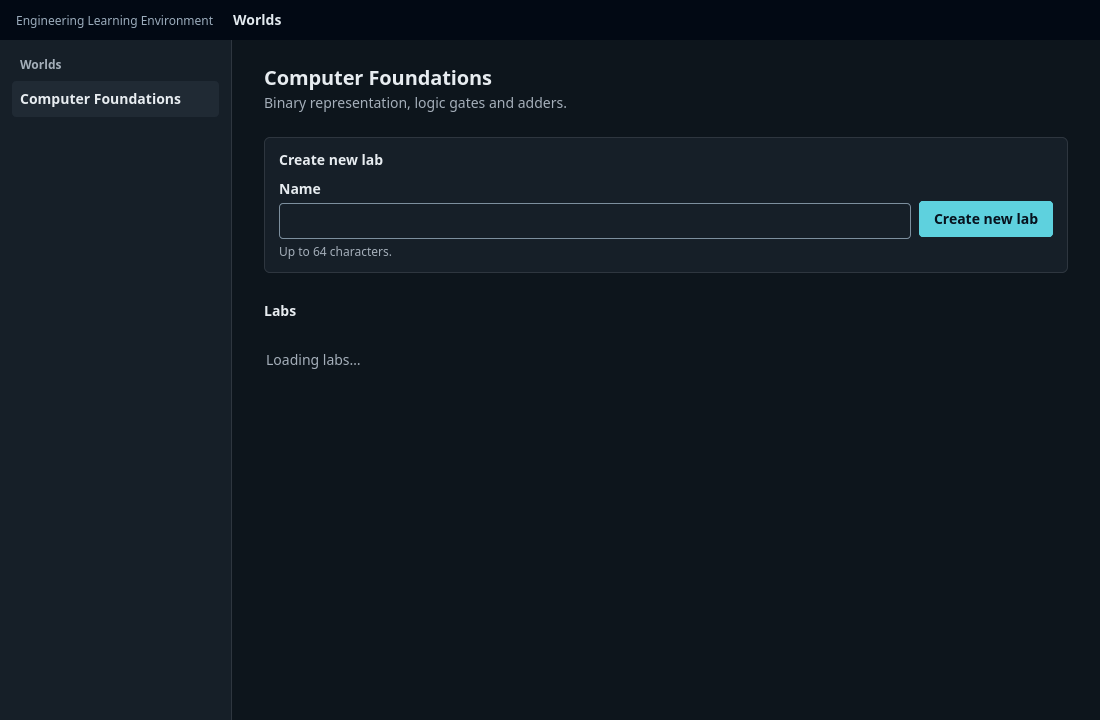 Engineering Learning Environment
Worlds
Worlds
Computer Foundations
Computer Foundations
Binary representation, logic gates and adders.
Create new lab
Name
Create new lab
Up to 64 characters.
Labs
Loading labs...